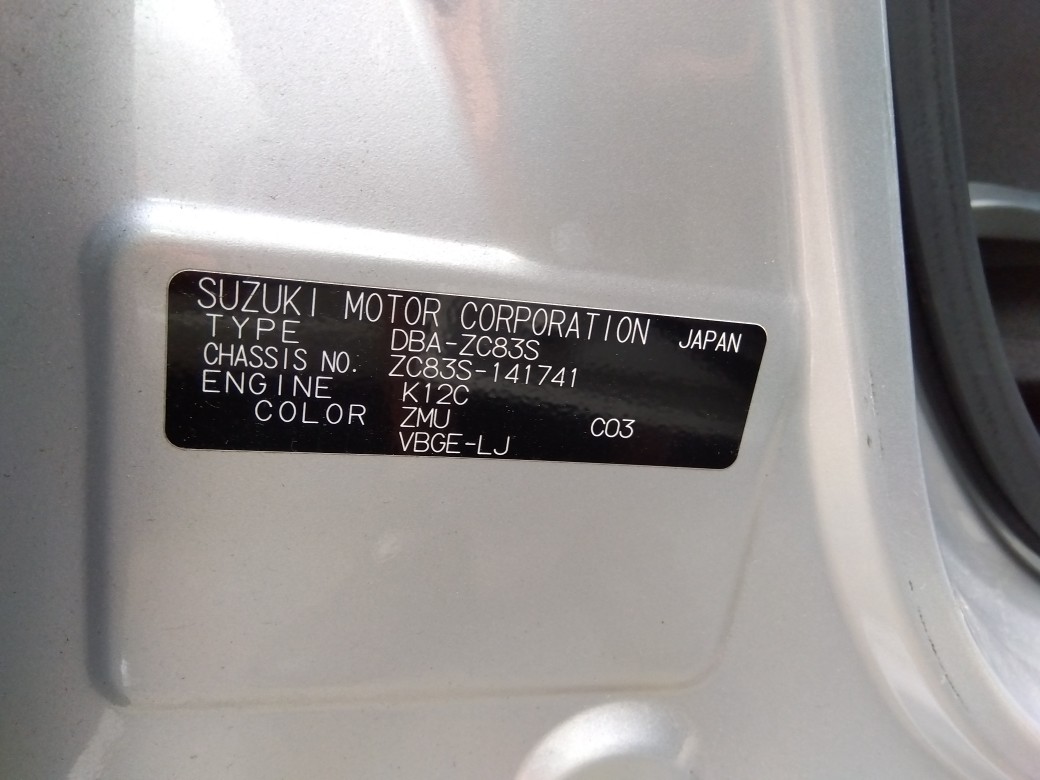 SUZUKI MOTOR CORPORATION JAPAN
TYPE DBA-ZC83S
CHASSIS NO. ZC83S-141741
ENGINE K12C
COLOR ZMU C03
VBGE-LJ